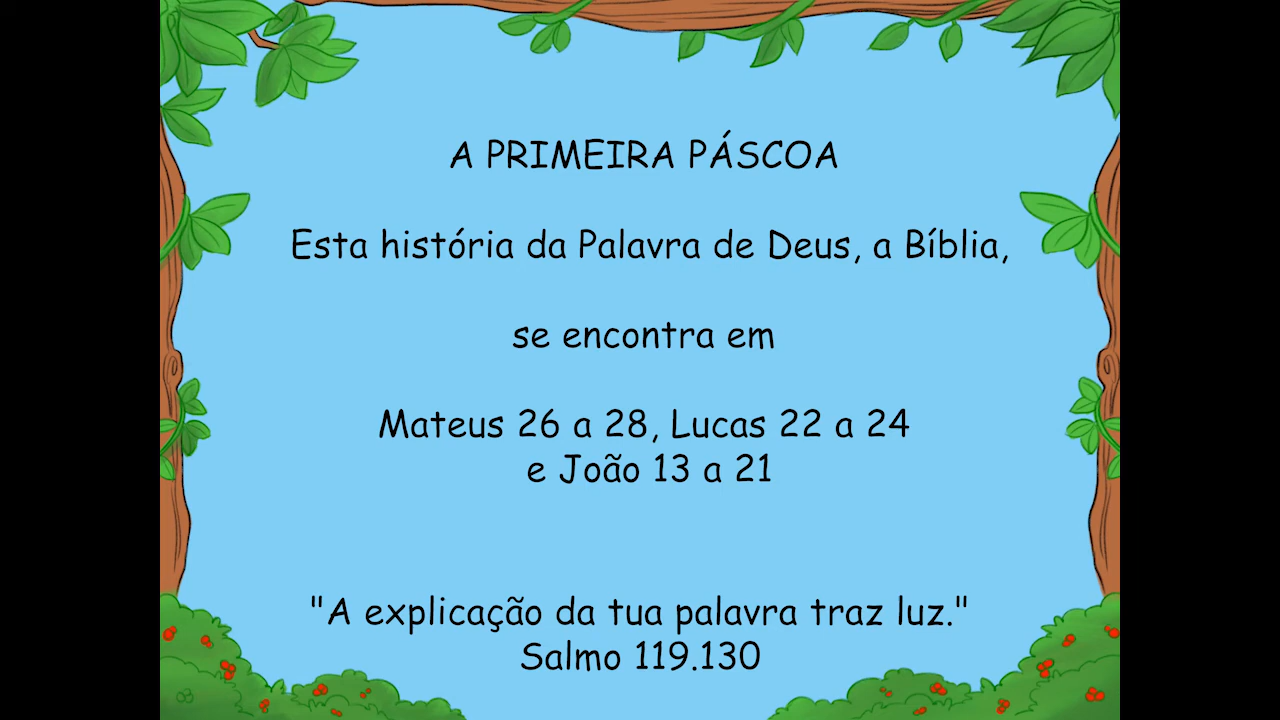 A PRIMEIRA PÁSCOA
Esta história da Palavra de Deus, a Bíblia,
se encontra em
Mateus 26 a 28, Lucas 22 a 24
e João 13 a 21
"A explicação da tua palavra traz luz."
Salmo 119.130